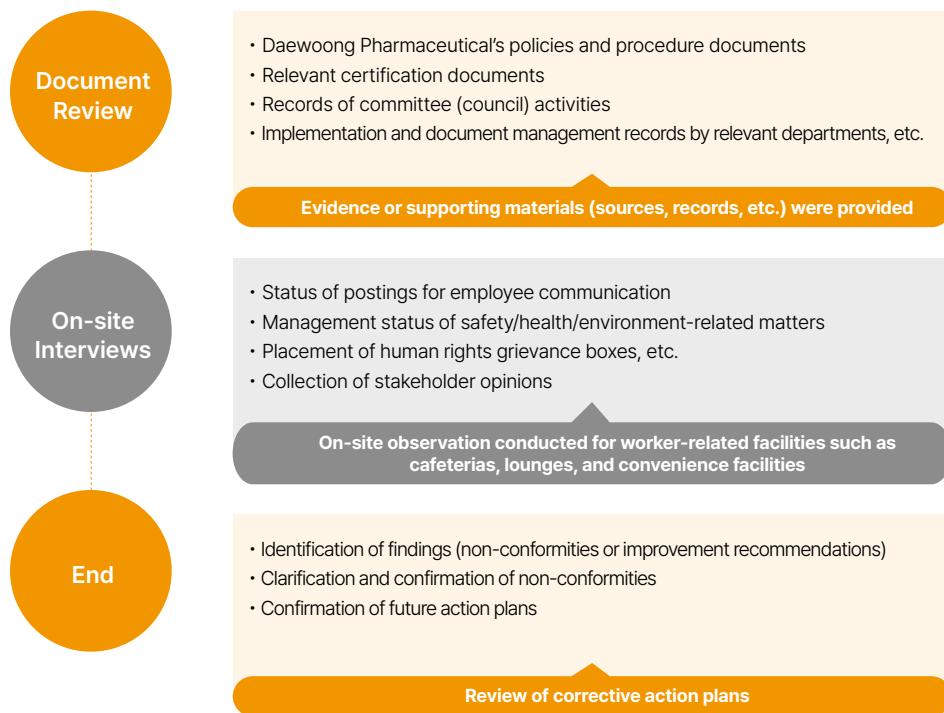 Document
Review
• Daewoong Pharmaceutical's policies and procedure documents
• Relevant certification documents
• Records of committee (council) activities
• Implementation and document management records by relevant departments, etc.
Evidence or supporting materials (sources, records, etc.) were provided
On-site
Interviews
• Status of postings for employee communication
• Management status of safety/health/environment-related matters
• Placement of human rights grievance boxes, etc.
• Collection of stakeholder opinions
On-site observation conducted for worker-related facilities such as
cafeterias, lounges, and convenience facilities
End
• Identification of findings (non-conformities or improvement recommendations)
• Clarification and confirmation of non-conformities
• Confirmation of future action plans
Review of corrective action plans